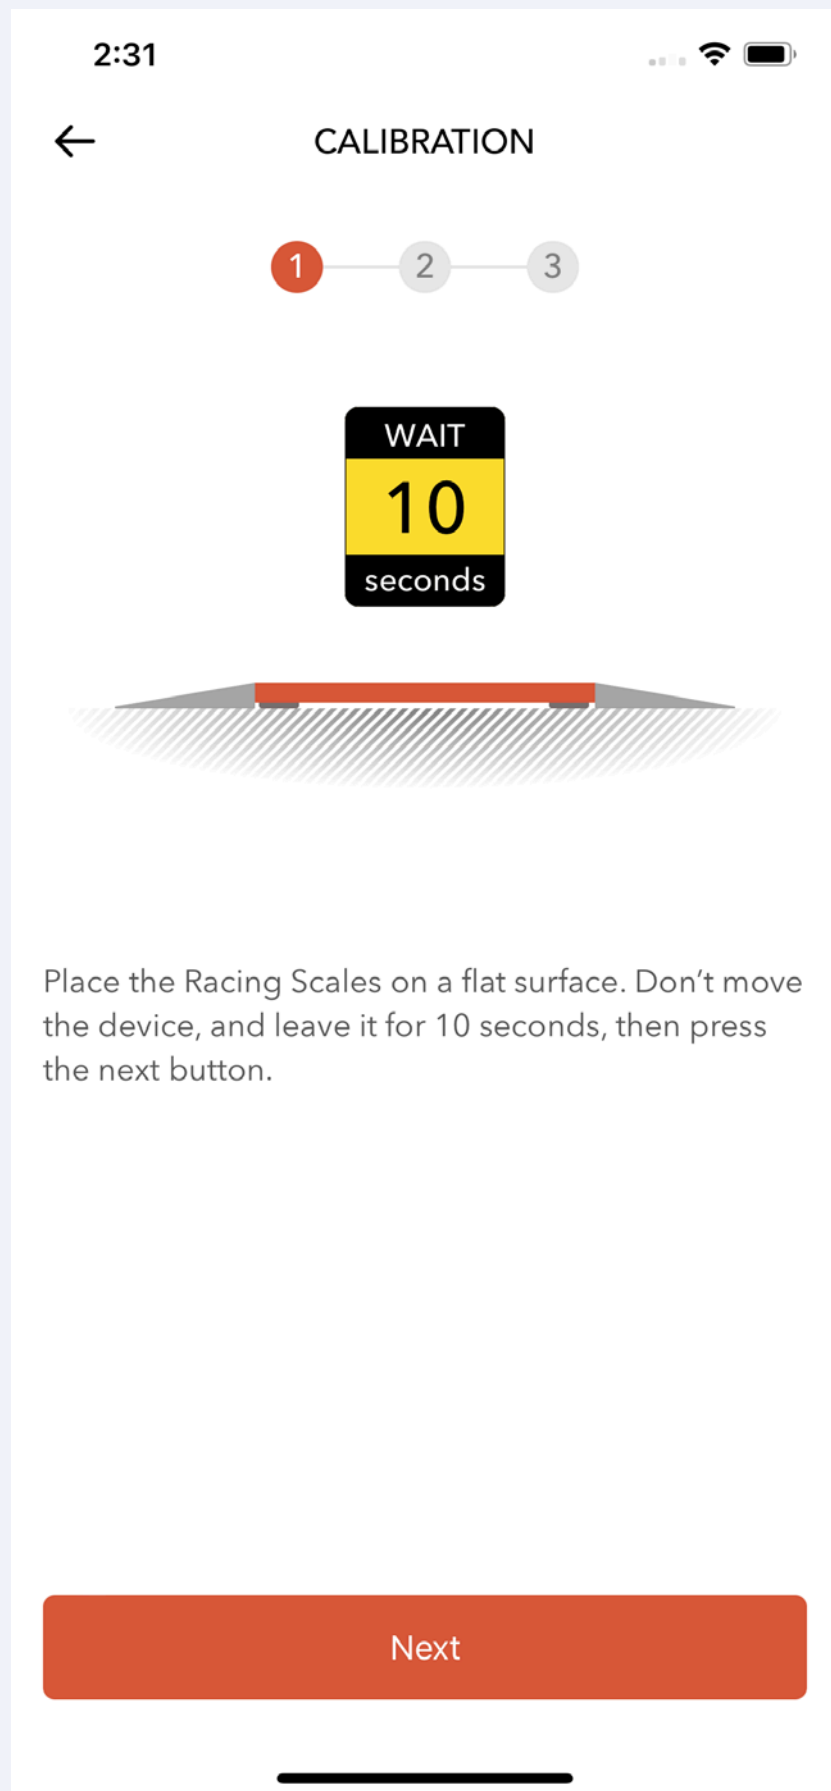 2:31
CALIBRATION
1
2
3
WAIT
10
seconds
Place the Racing Scales on a flat surface. Don’t move
the device, and leave it for 10 seconds, then press
the next button.
Next